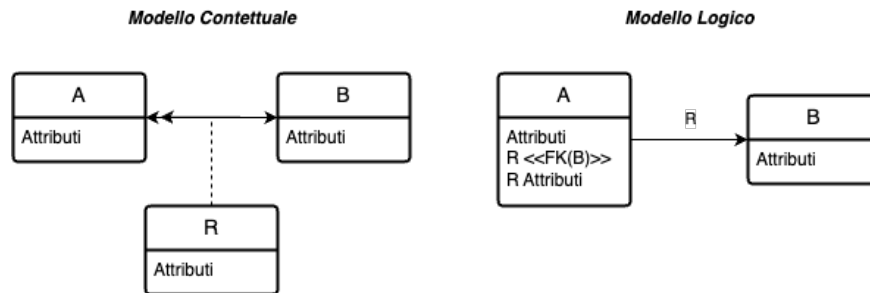 Modello Contettuale
Modello Logico
A
Attributi
B
Attributi
R
Attributi
A
Attributi
R <<FK(B)>>
R Attributi
R
B
Attributi